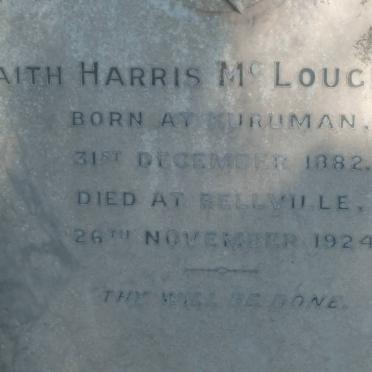 AITH HARRIS MC LOUC
BORN AT KURUMAN.
31ST DECEMBER 1882.
DIED AT BELLVILLE.
26TH NOVEMBER 1924
THY WILL BE DONE.